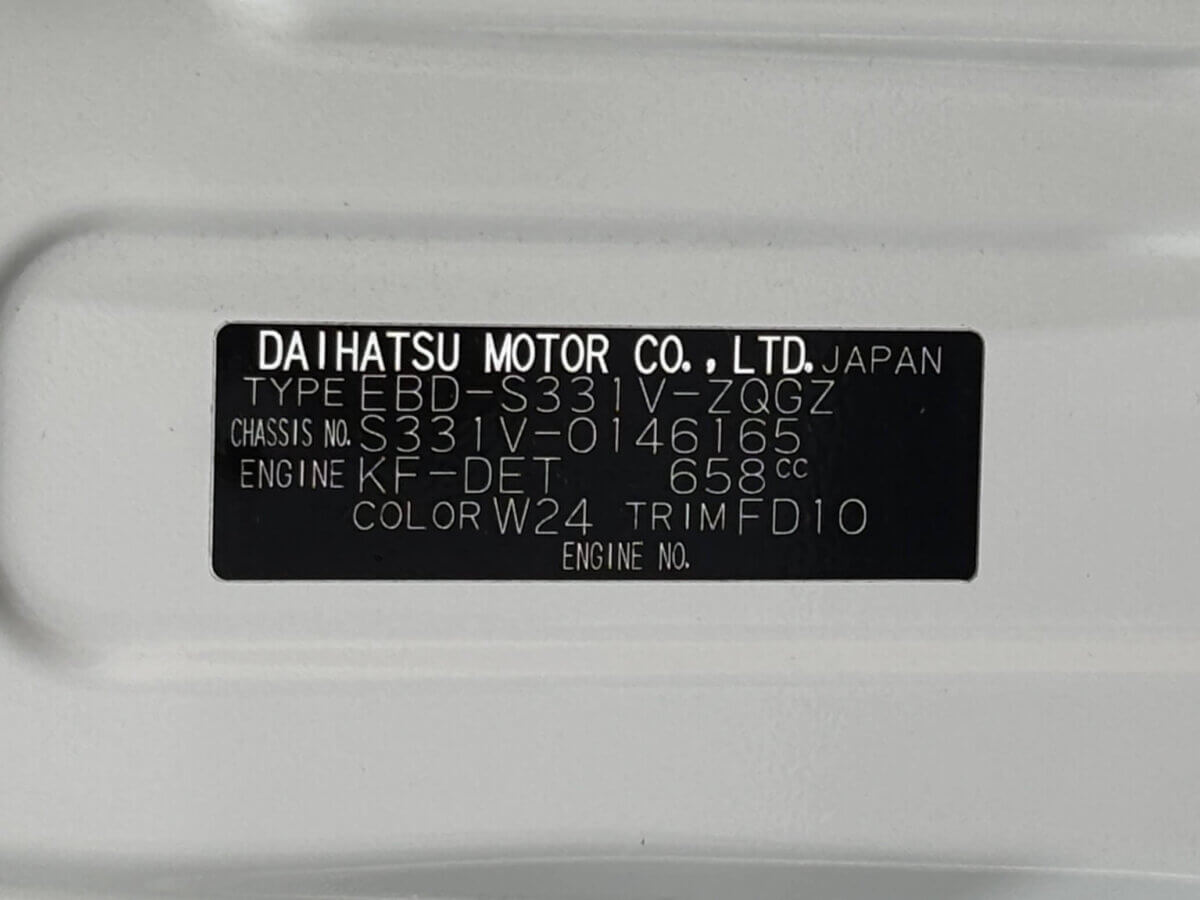 DAIHATSU MOTOR CO.,LTD. JAPAN
TYPE EBD-S331V-ZQGZ
CHASSIS NO. S331V-0146165
ENGINE KF-DET 658cc
COLOR W24 TRIM FD10
ENGINE NO.